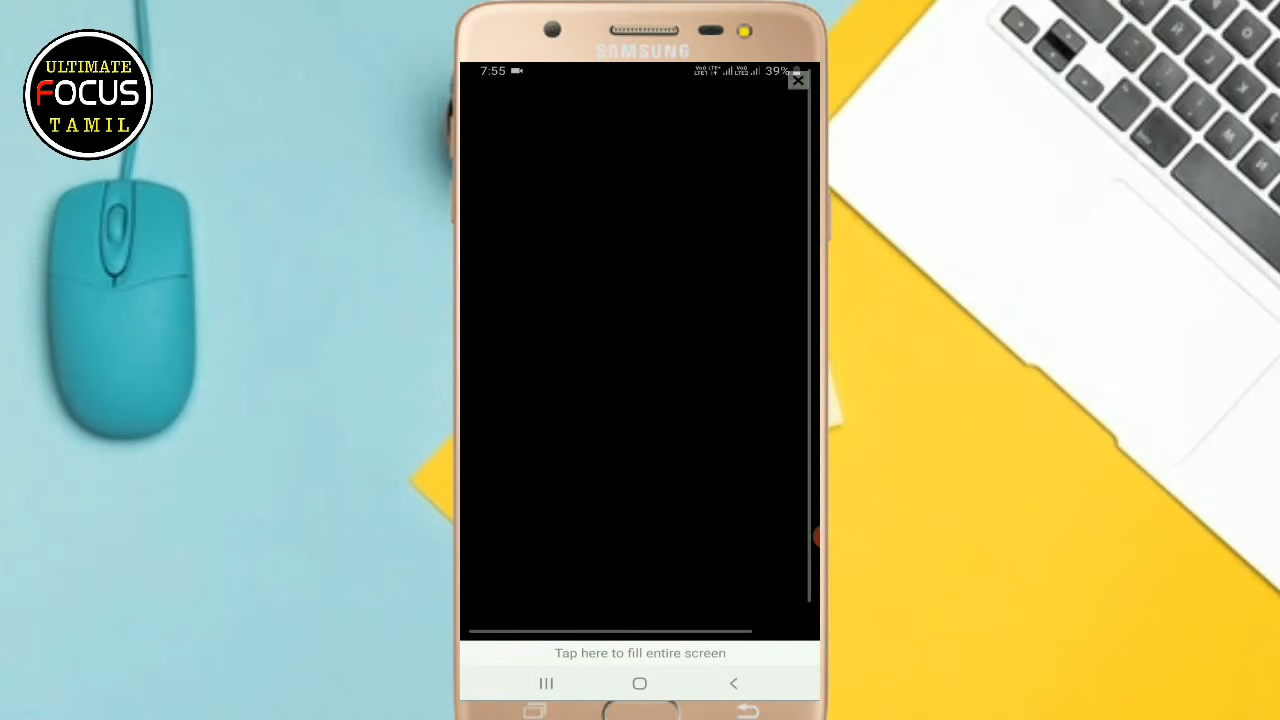 ULTIMATE
FOCUS
TAMIL
SAMSUNG
7:55
39%
Tap here to fill entire screen